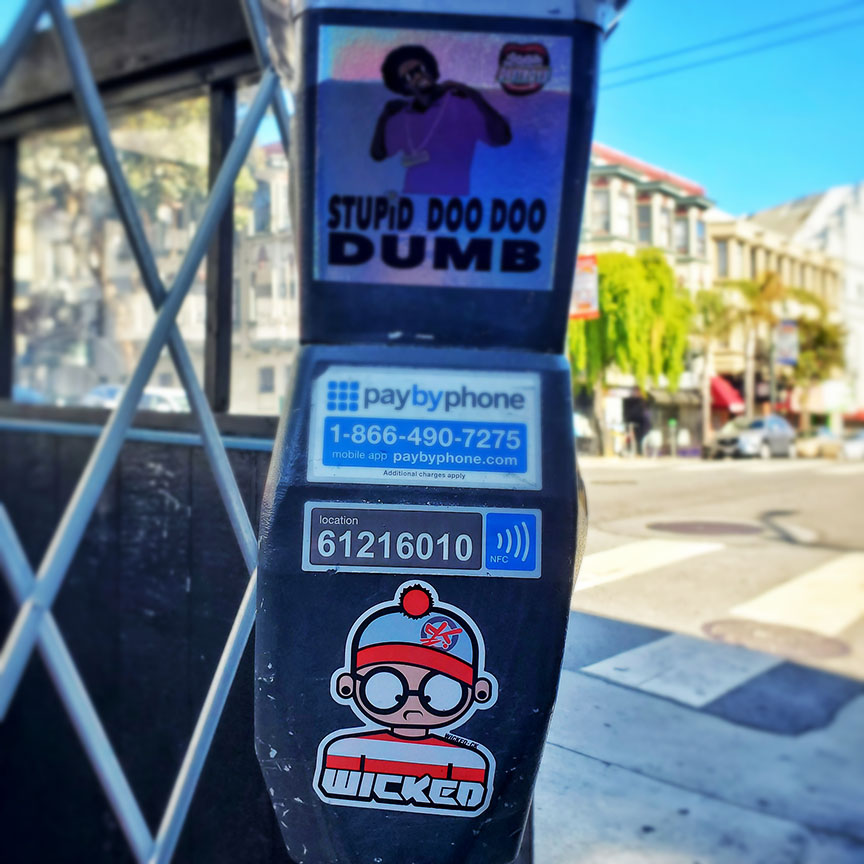 STUPiD DOO DOO
DUMB
paybyphone
1-866-490-7275
mobile app paybyphone.com
Additional charges apply
location
61216010
NFC
WICKED